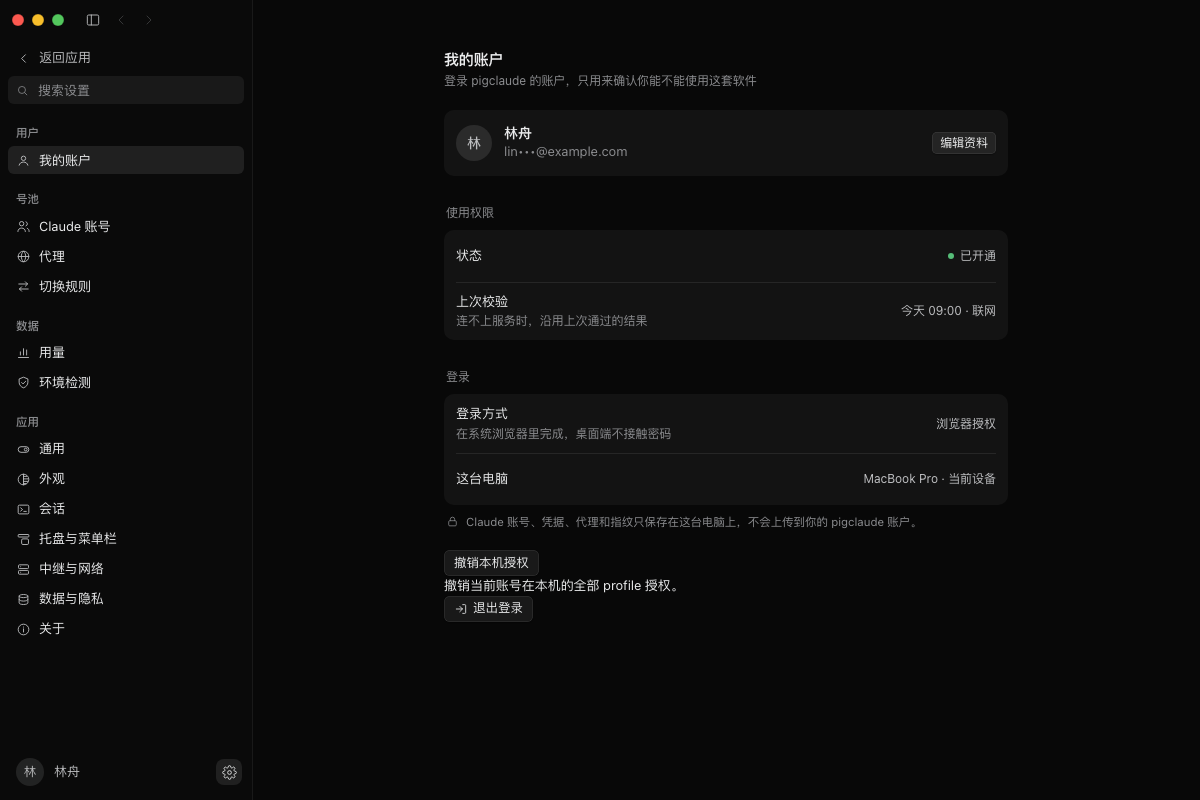 返回应用
搜索设置
用户
我的账户
号池
Claude 账号
代理
切换规则
数据
用量
环境检测
应用
通用
外观
会话
托盘与菜单栏
中继与网络
数据与隐私
关于
林 林舟
我的账户
登录 pigclaude 的账户，只用来确认你能不能使用这套软件
林 林舟
lin•••@example.com
编辑资料
使用权限
状态 已开通
上次校验
连不上服务时，沿用上次通过的结果
今天 09:00 · 联网
登录
登录方式
在系统浏览器里完成，桌面端不接触密码
浏览器授权
这台电脑 MacBook Pro · 当前设备
Claude 账号、凭据、代理和指纹只保存在这台电脑上，不会上传到你的 pigclaude 账户。
撤销本机授权
撤销当前账号在本机的全部 profile 授权。
退出登录